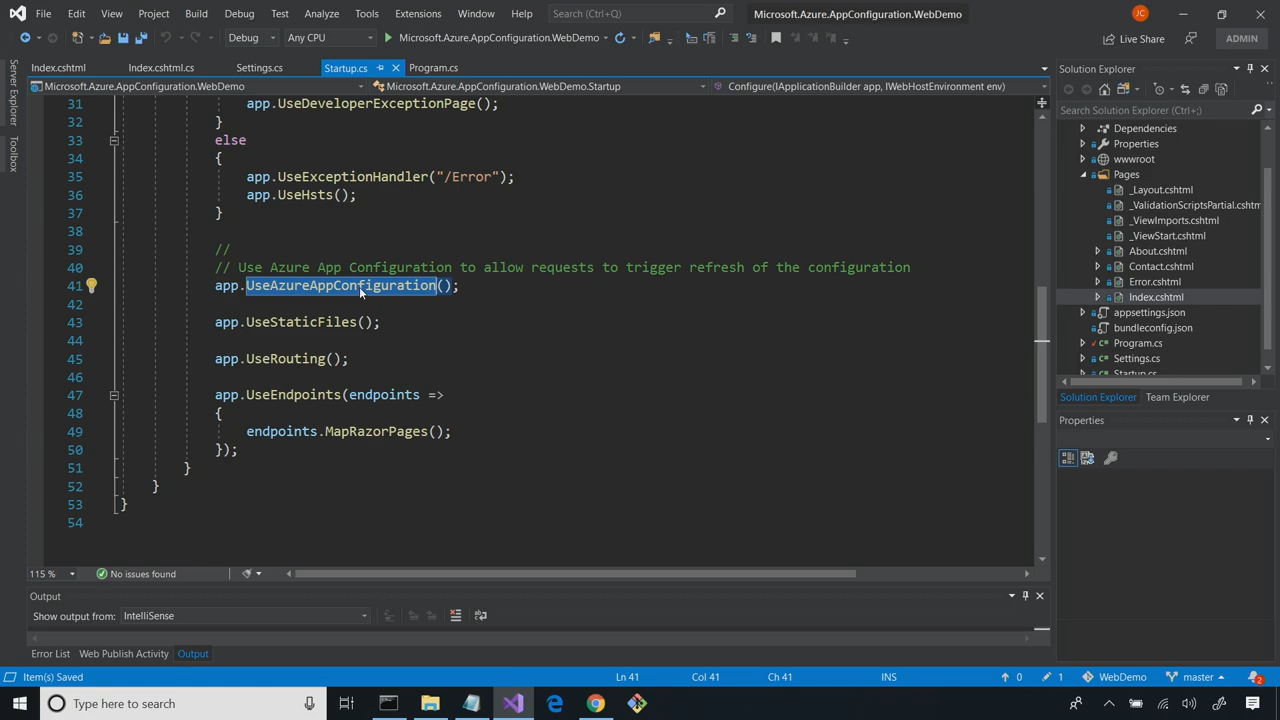 File Edit View Project Build Debug Test Analyze Tools Extensions Window Help Search (Ctrl+Q) Microsoft.Azure.AppConfiguration.WebDemo JC
Debug Any CPU Microsoft.Azure.AppConfiguration.WebDemo Live Share ADMIN
Server Explorer
Toolbox
Index.cshtml Index.cshtml.cs Settings.cs Startup.cs Program.cs
Microsoft.Azure.AppConfiguration.WebDemo Microsoft.Azure.AppConfiguration.WebDemo.Startup Configure(IApplicationBuilder app, IWebHostEnvironment env)
31 app.UseDeveloperExceptionPage();
32 }
33 else
34 {
35 app.UseExceptionHandler("/Error");
36 app.UseHsts();
37 }
38
39 //
40 // Use Azure App Configuration to allow requests to trigger refresh of the configuration
41 app.UseAzureAppConfiguration();
42
43 app.UseStaticFiles();
44
45 app.UseRouting();
46
47 app.UseEndpoints(endpoints =>
48 {
49 endpoints.MapRazorPages();
50 });
51 }
52 }
53 }
54
115 % No issues found
Output
Show output from: IntelliSense
Error List Web Publish Activity Output
Solution Explorer
Search Solution Explorer (Ctrl+;)
Dependencies
Properties
wwwroot
Pages
_Layout.cshtml
_ValidationScriptsPartial.cshtm
_ViewImports.cshtml
_ViewStart.cshtml
About.cshtml
Contact.cshtml
Error.cshtml
Index.cshtml
appsettings.json
bundleconfig.json
Program.cs
Settings.cs
Startup.cs
Solution Explorer Team Explorer
Properties
Item(s) Saved Ln 41 Col 41 Ch 41 INS 0 1 WebDemo master 2
Type here to search